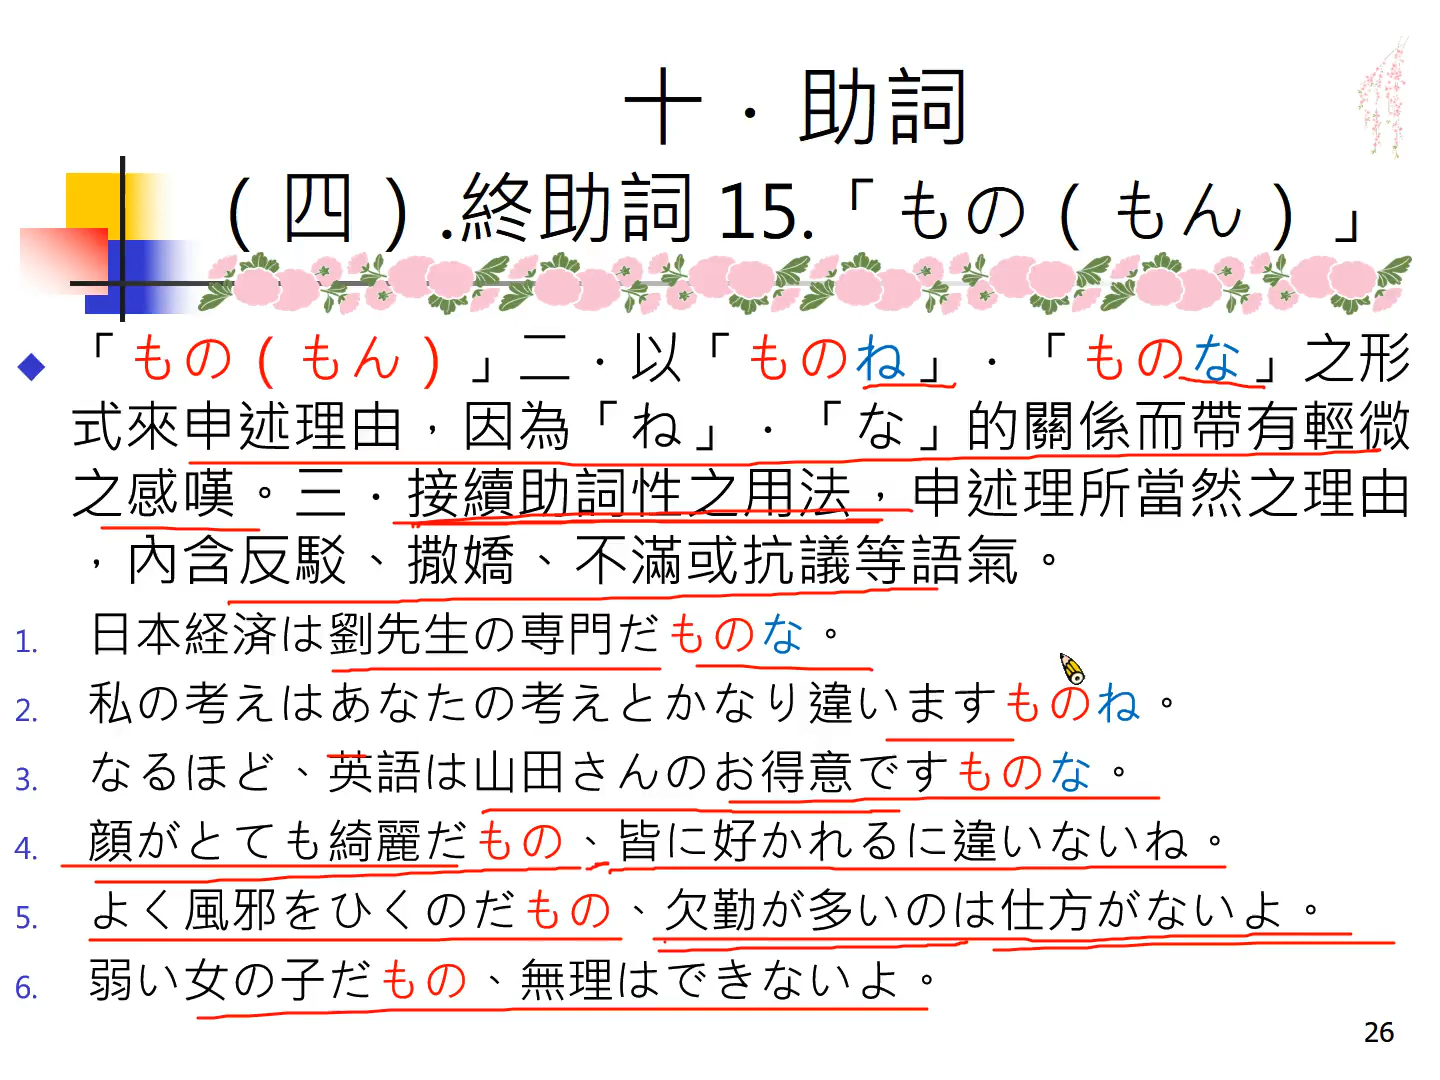 十．助詞
（四）.終助詞 15.「もの（もん）」
「もの（もん）」二．以「ものね」．「ものな」之形
式來申述理由，因為「ね」．「な」的關係而帶有輕微
之感嘆。三．接續助詞性之用法，申述理所當然之理由
，內含反駁、撒嬌、不滿或抗議等語氣。
1. 日本経済は劉先生の専門だものな。
2. 私の考えはあなたの考えとかなり違いますものね。
3. なるほど、英語は山田さんのお得意ですものな。
4. 顔がとても綺麗だもの、皆に好かれるに違いないね。
5. よく風邪をひくのだもの、欠勤が多いのは仕方がないよ。
6. 弱い女の子だもの、無理はできないよ。
26